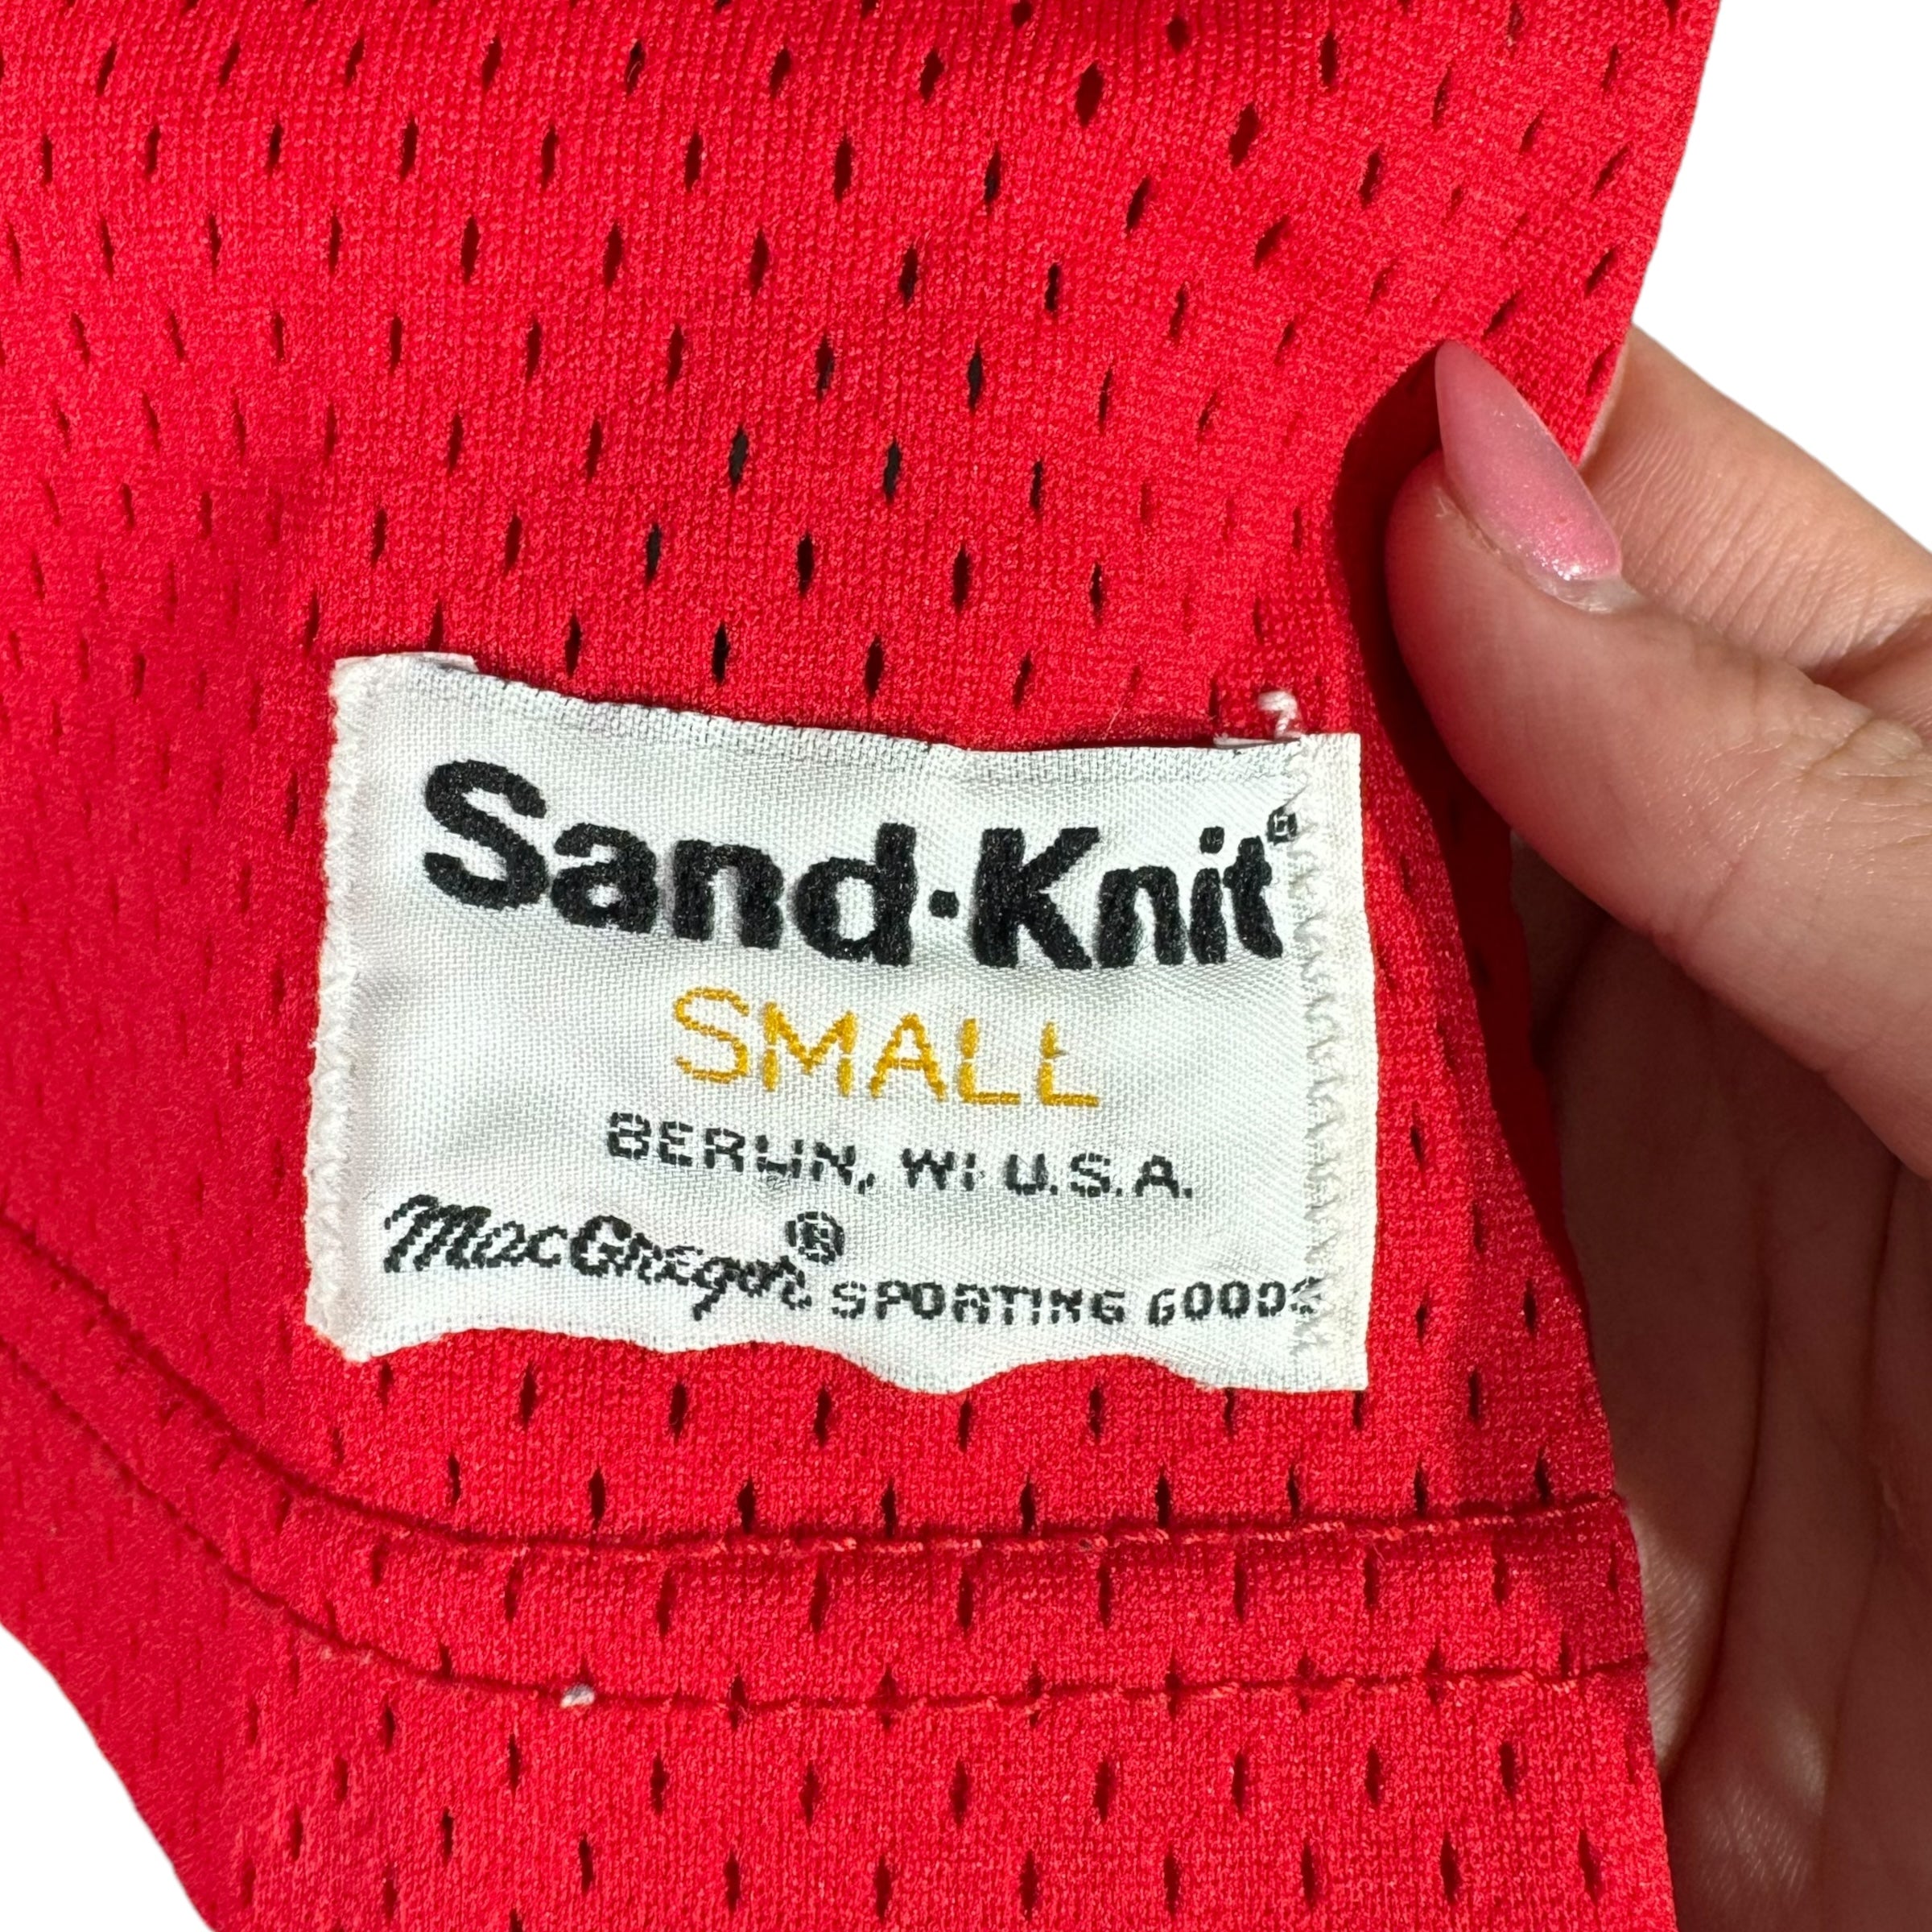 Sand·Knit®
SMALL
BERLIN, WI U.S.A.
MacGregor® SPORTING GOODS